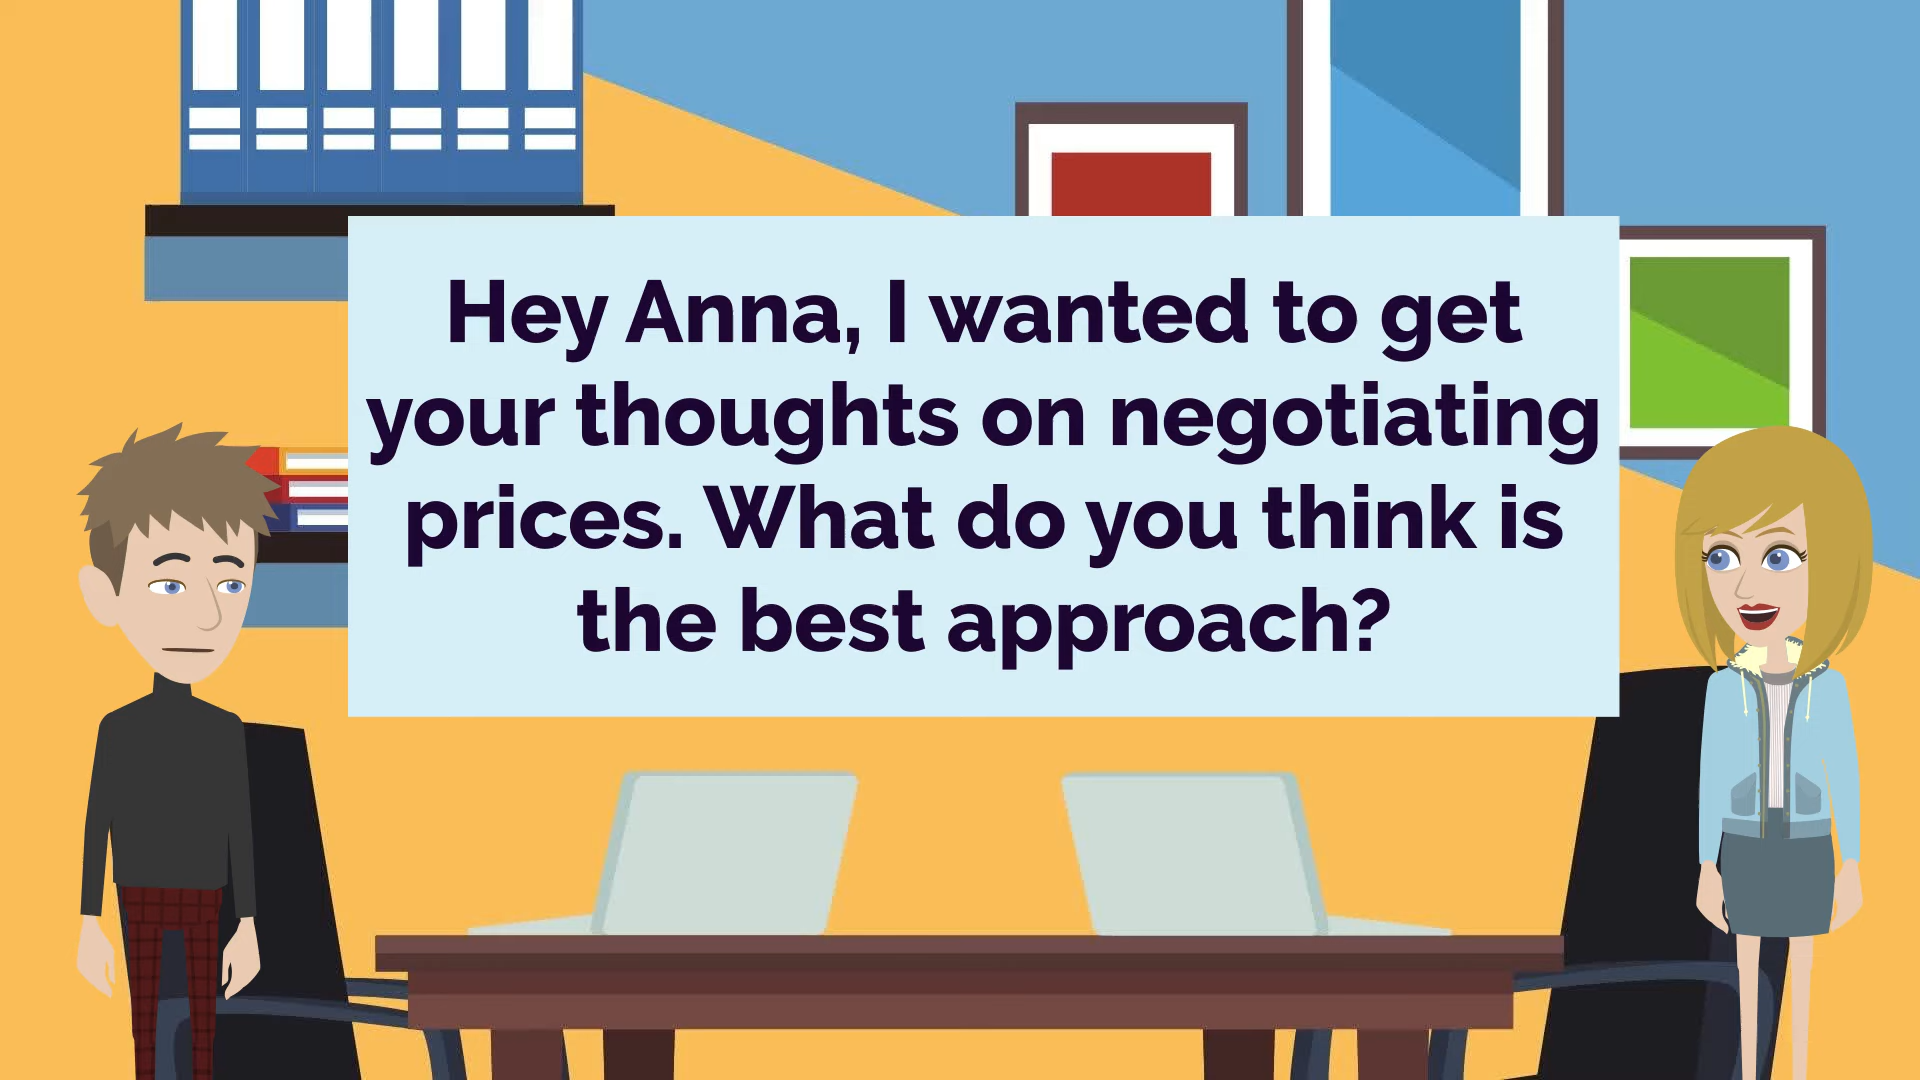 Hey Anna, I wanted to get
your thoughts on negotiating
prices. What do you think is
the best approach?